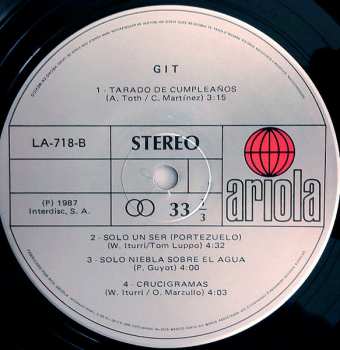 GIT
1 - TARADO DE CUMPLEAÑOS
(A. Toth / C. Martínez) 3:15
LA-718-B
STEREO
(P) 1987
Interdisc, S. A.
33 1/3
ariola
2 - SOLO UN SER (PORTEZUELO)
(W. Iturri/Tom Luppo) 4:32
3 - SOLO NIEBLA SOBRE EL AGUA
(P. Guyot) 4:00
4 - CRUCIGRAMAS
(W. Iturri / O. Marzullo) 4:03